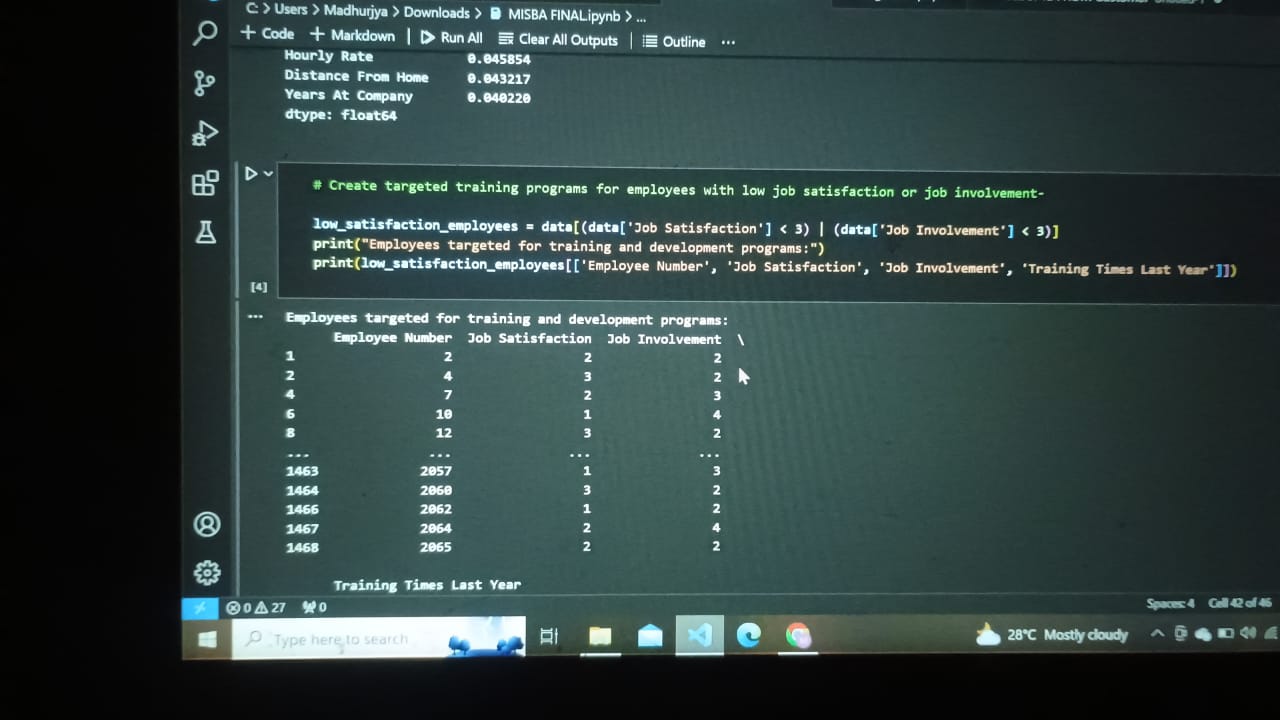 C: > Users > Madhurjya > Downloads > MISBA FINAL.ipynb > ...
+ Code + Markdown | Run All Clear All Outputs | Outline ...
Hourly Rate 0.045854
Distance From Home 0.043217
Years At Company 0.040220
dtype: float64
# Create targeted training programs for employees with low job satisfaction or job involvement-
low_satisfaction_employees = data[(data['Job Satisfaction'] < 3) | (data['Job Involvement'] < 3)]
print("Employees targeted for training and development programs:")
print(low_satisfaction_employees[['Employee Number', 'Job Satisfaction', 'Job Involvement', 'Training Times Last Year']])
[4]
... Employees targeted for training and development programs:
Employee Number Job Satisfaction Job Involvement \
1 2 2 2
2 4 3 2
4 7 2 3
6 10 1 4
8 12 3 2
... ... ... ...
1463 2057 1 3
1464 2060 3 2
1466 2062 1 2
1467 2064 2 4
1468 2065 2 2
Training Times Last Year
0 27 0 Spaces: 4 Cell 42 of 46
Type here to search 28°C Mostly cloudy